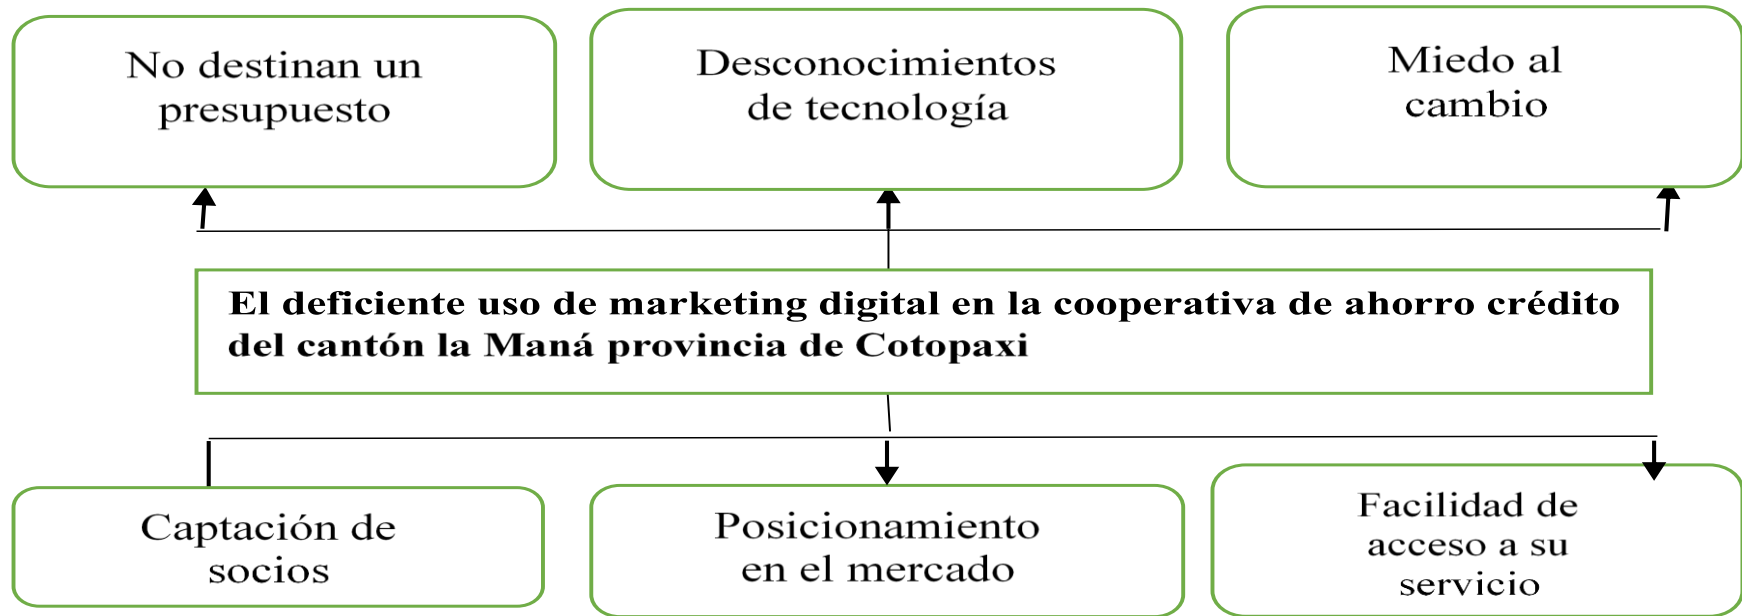 No destinan un
presupuesto
Desconocimientos
de tecnología
Miedo al
cambio
El deficiente uso de marketing digital en la cooperativa de ahorro crédito
del cantón la Maná provincia de Cotopaxi
Captación de
socios
Posicionamiento
en el mercado
Facilidad de
acceso a su
servicio